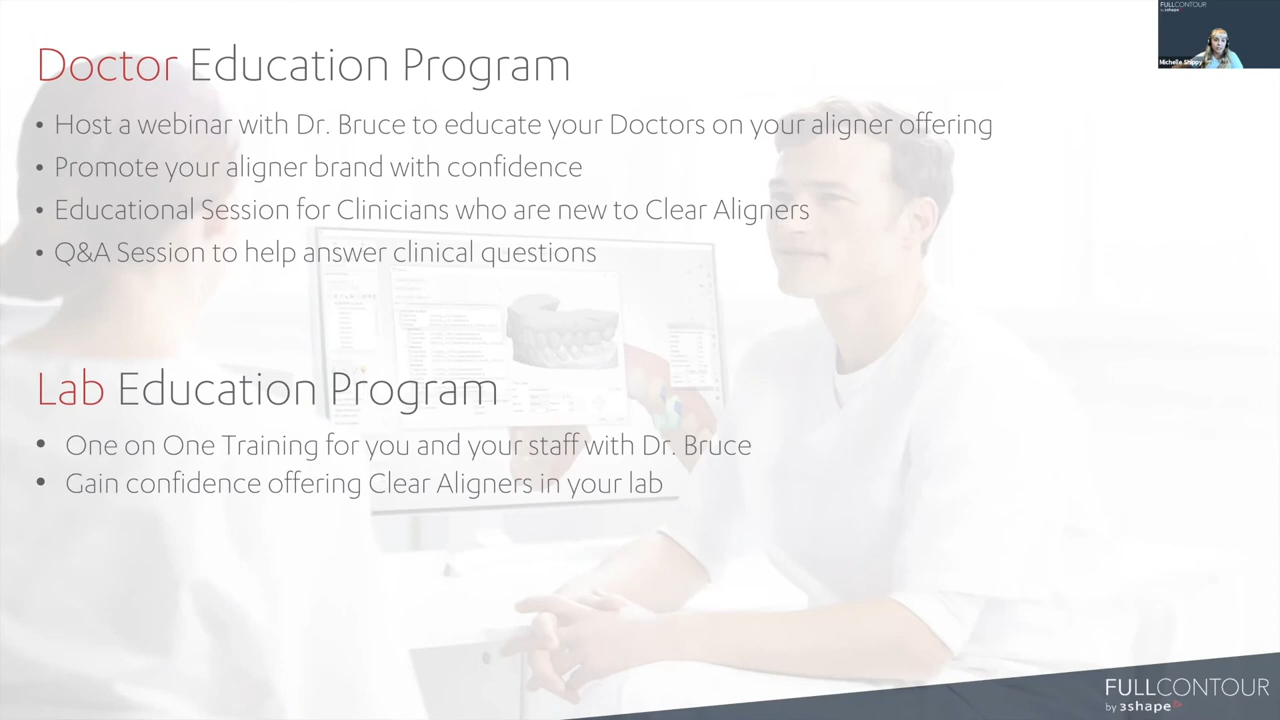 FULLCONTOUR
by 3shape
Michelle Shippy
Doctor Education Program
• Host a webinar with Dr. Bruce to educate your Doctors on your aligner offering
• Promote your aligner brand with confidence
• Educational Session for Clinicians who are new to Clear Aligners
• Q&A Session to help answer clinical questions
Lab Education Program
• One on One Training for you and your staff with Dr. Bruce
• Gain confidence offering Clear Aligners in your lab
FULLCONTOUR
by 3shape